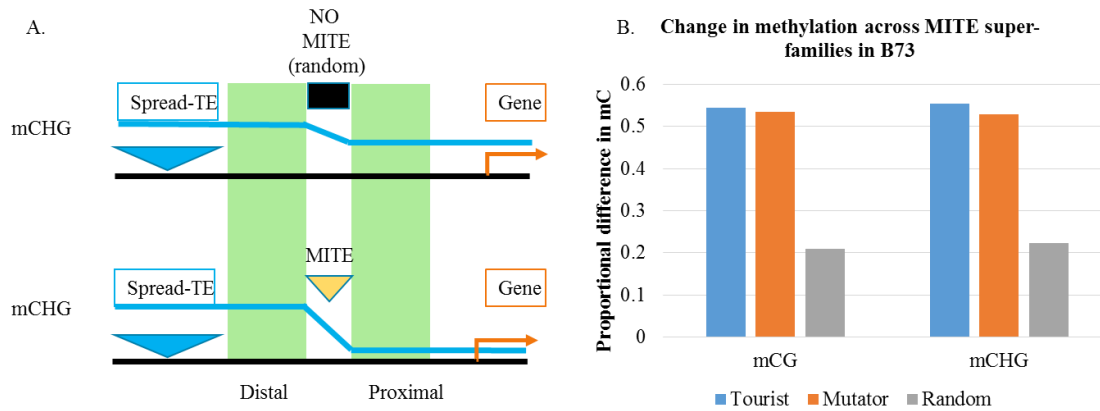 A.
NO
MITE
(random)
Spread-TE
Gene
mCHG
MITE
Spread-TE
Gene
mCHG
Distal
Proximal
B.
Change in methylation across MITE super-
families in B73
Proportional difference in mC
0.6
0.5
0.4
0.3
0.2
0.1
0
mCG
mCHG
Tourist
Mutator
Random